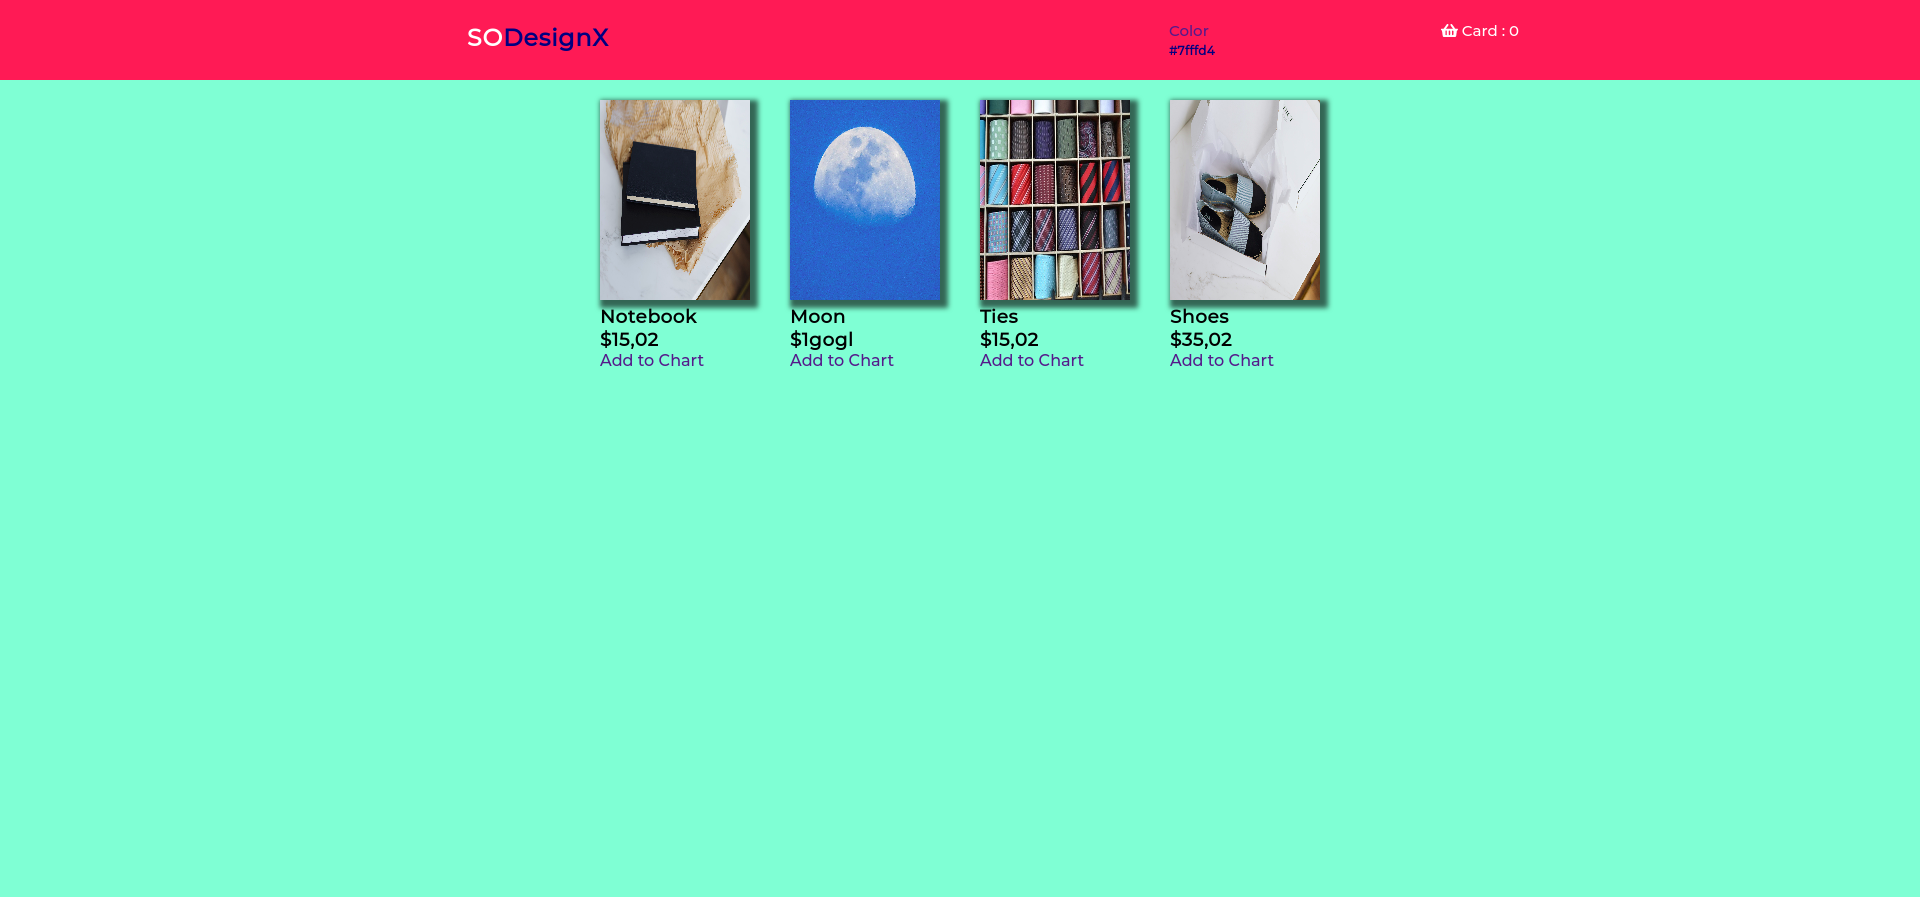 SODesignX
Color
#7fffd4
Card : 0
Notebook
$15,02
Add to Chart
Moon
$1gogl
Add to Chart
Ties
$15,02
Add to Chart
Shoes
$35,02
Add to Chart